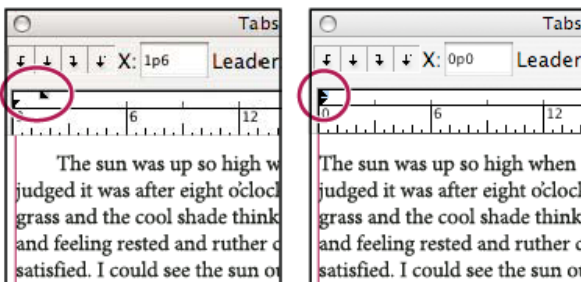 Tabs
X: 1p6 Leader
0 6 12
The sun was up so high w
judged it was after eight o'clock
grass and the cool shade think
and feeling rested and ruther
satisfied. I could see the sun ou
Tabs
X: 0p0 Leader
0 6 12
The sun was up so high when
judged it was after eight o'clock
grass and the cool shade think
and feeling rested and ruther
satisfied. I could see the sun ou